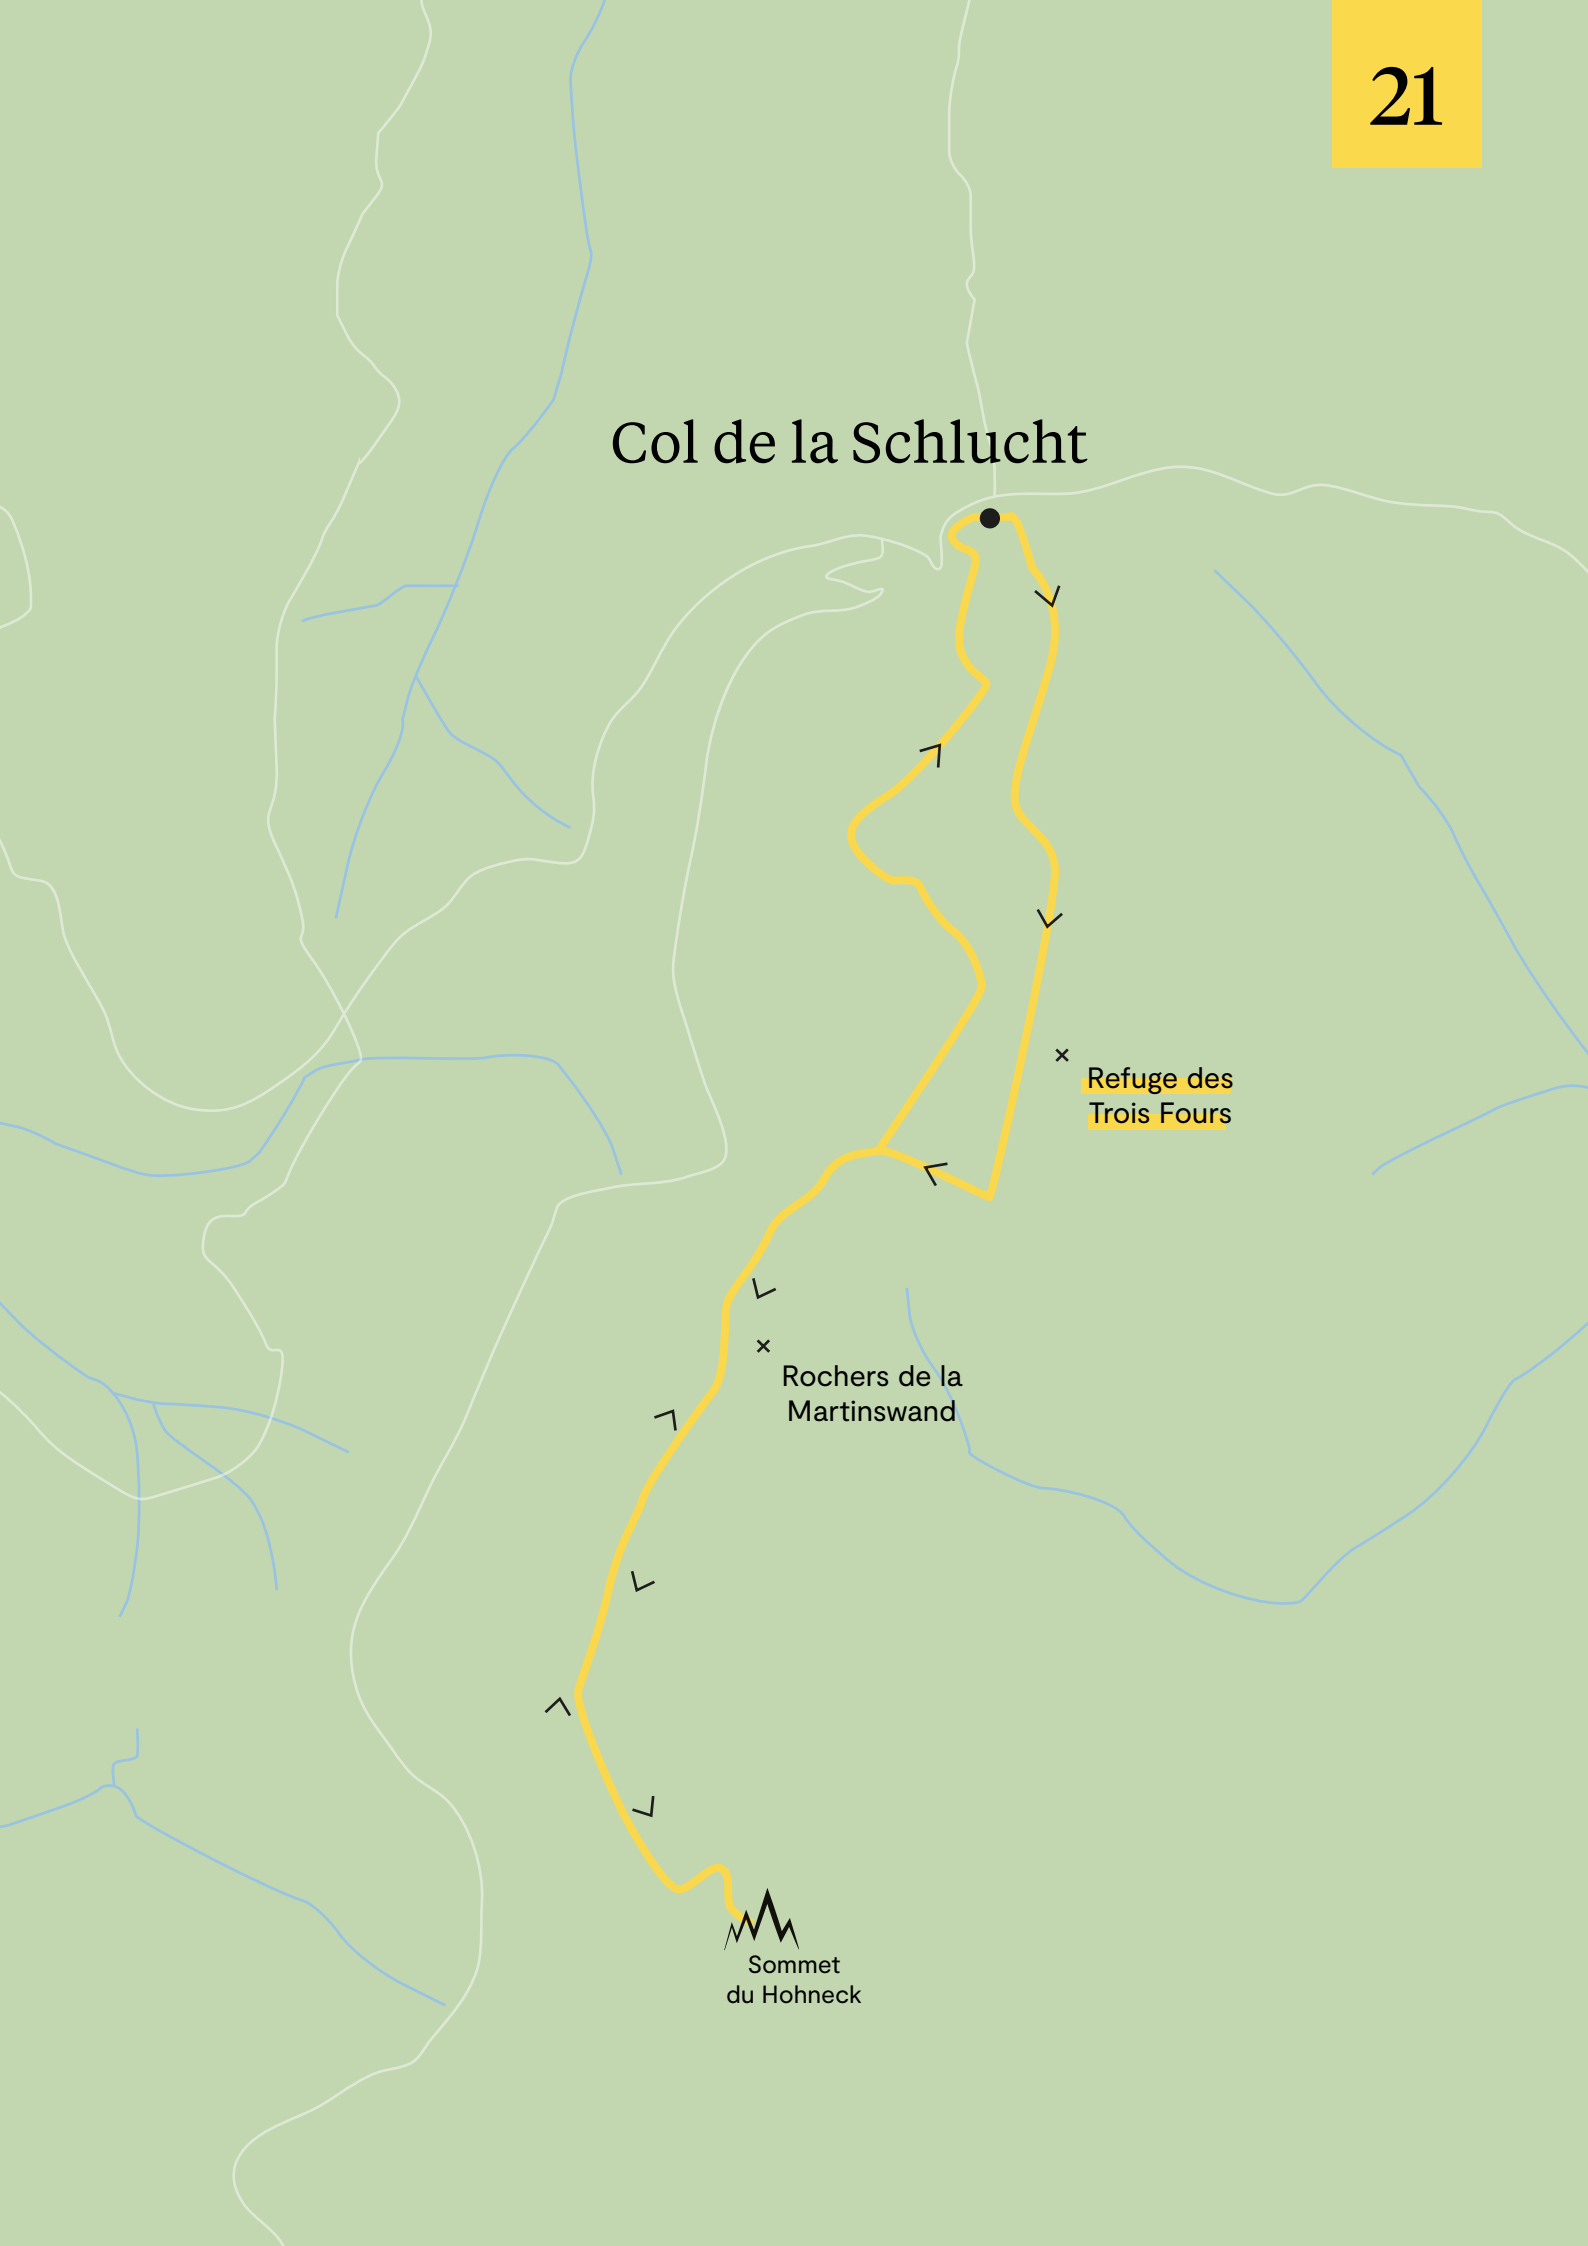 21
Col de la Schlucht
Refuge des
Trois Fours
Rochers de la
Martinswand
Sommet
du Hohneck